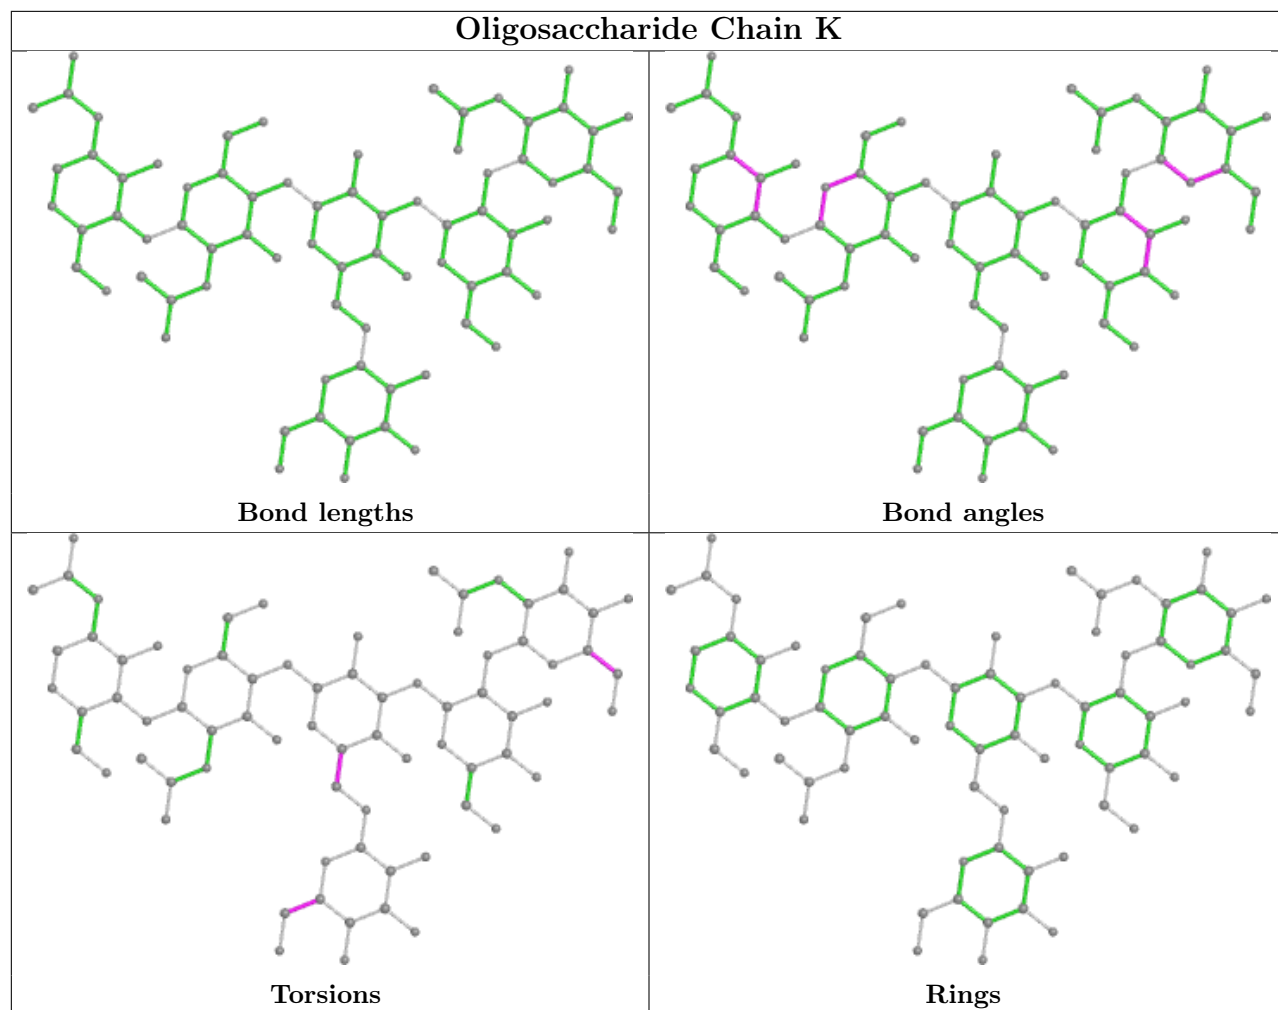 Oligosaccharide Chain K
Bond lengths
Bond angles
Torsions
Rings